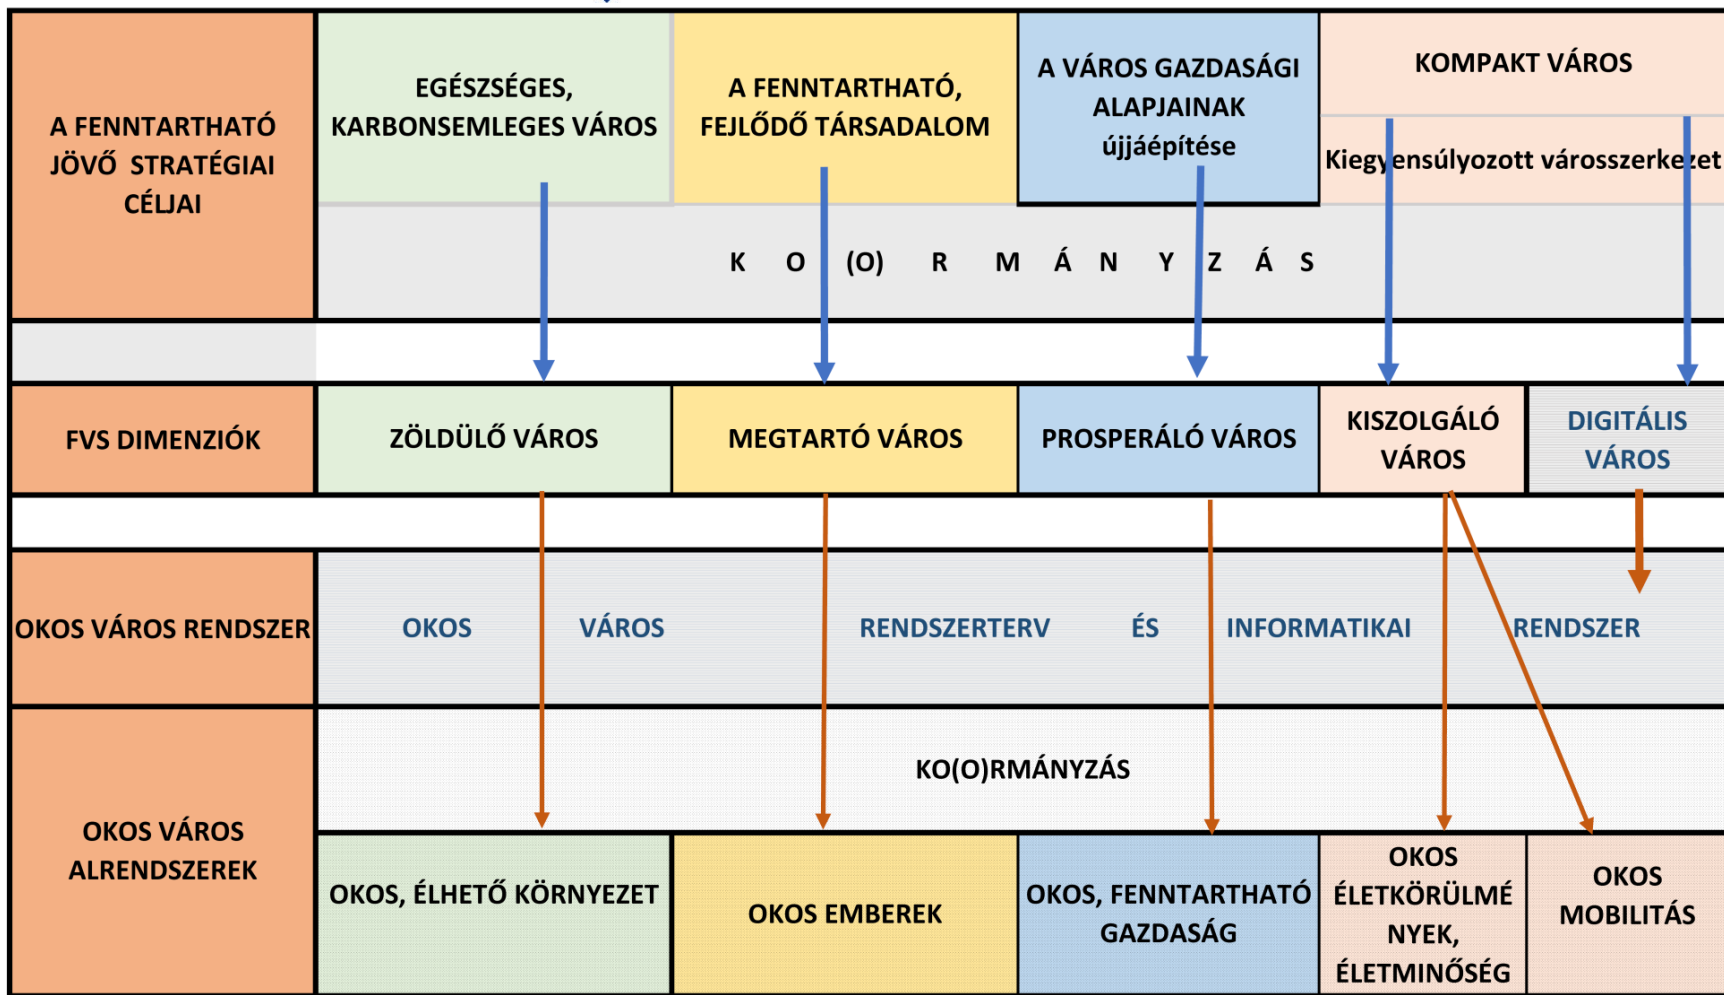 A FENNTARTHATÓ
JÖVŐ STRATÉGIAI
CÉLJAI
EGÉSZSÉGES,
KARBONSEMLEGES VÁROS
A FENNTARTHATÓ,
FEJLŐDŐ TÁRSADALOM
A VÁROS GAZDASÁGI
ALAPJAINAK
újjáépítése
KOMPAKT VÁROS
Kiegyensúlyozott városszerkezet
K O (O) R M Á N Y Z Á S
FVS DIMENZIÓK
ZÖLDÜLŐ VÁROS
MEGTARTÓ VÁROS
PROSPERÁLÓ VÁROS
KISZOLGÁLÓ
VÁROS
DIGITÁLIS
VÁROS
OKOS VÁROS RENDSZER
OKOS VÁROS RENDSZERTERV ÉS INFORMATIKAI RENDSZER
OKOS VÁROS
ALRENDSZEREK
KO(O)RMÁNYZÁS
OKOS, ÉLHETŐ KÖRNYEZET
OKOS EMBEREK
OKOS, FENNTARTHATÓ
GAZDASÁG
OKOS
ÉLETKÖRÜLMÉ
NYEK,
ÉLETMINŐSÉG
OKOS
MOBILITÁS